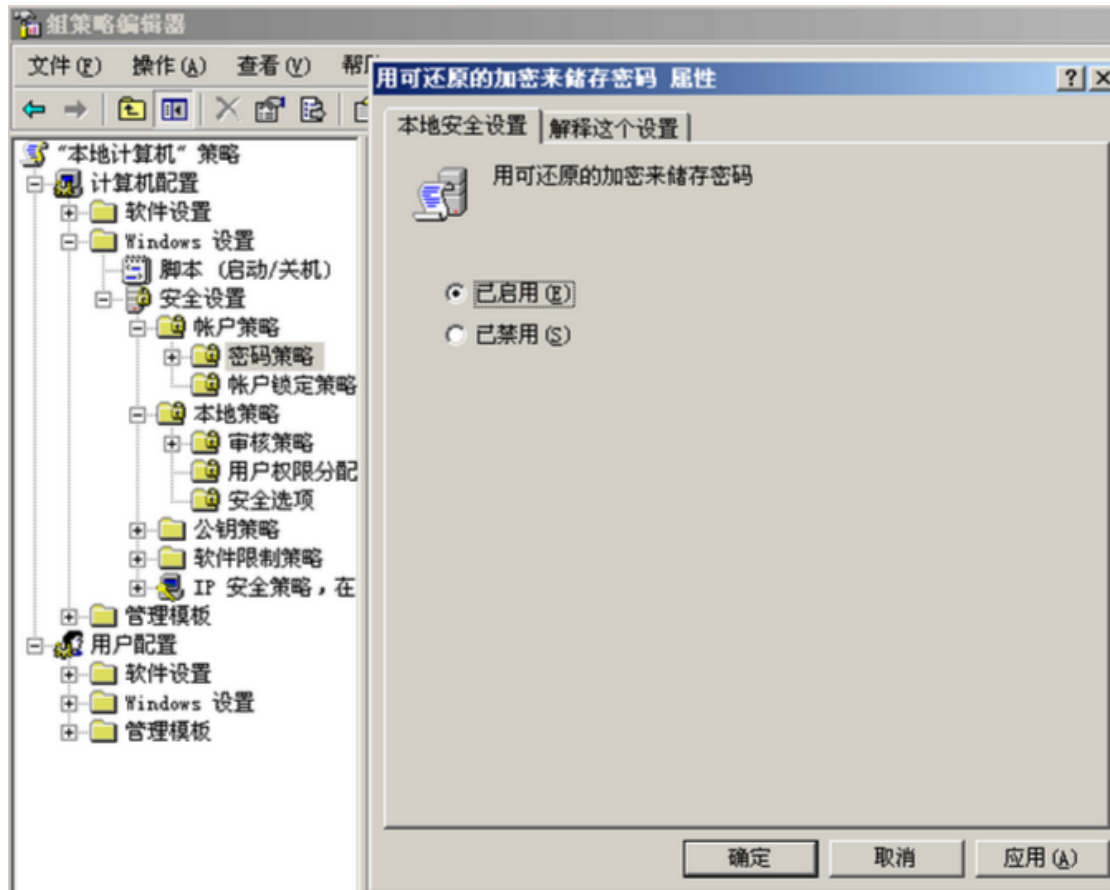 组策略编辑器
文件(F) 操作(A) 查看(V)
用可还原的加密来储存密码 属性
本地安全设置 解释这个设置
用可还原的加密来储存密码
已启用(E)
已禁用(S)
“本地计算机” 策略
计算机配置
软件设置
Windows 设置
脚本 (启动/关机)
安全设置
帐户策略
密码策略
帐户锁定策略
本地策略
审核策略
用户权限分配
安全选项
公钥策略
软件限制策略
IP 安全策略，在
管理模板
用户配置
软件设置
Windows 设置
管理模板
确定 取消 应用(A)